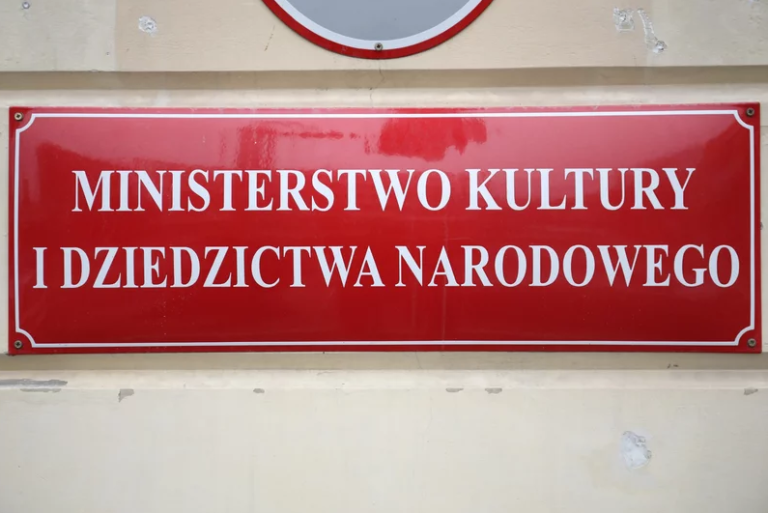 MINISTERSTWO KULTURY
I DZIEDZICTWA NARODOWEGO